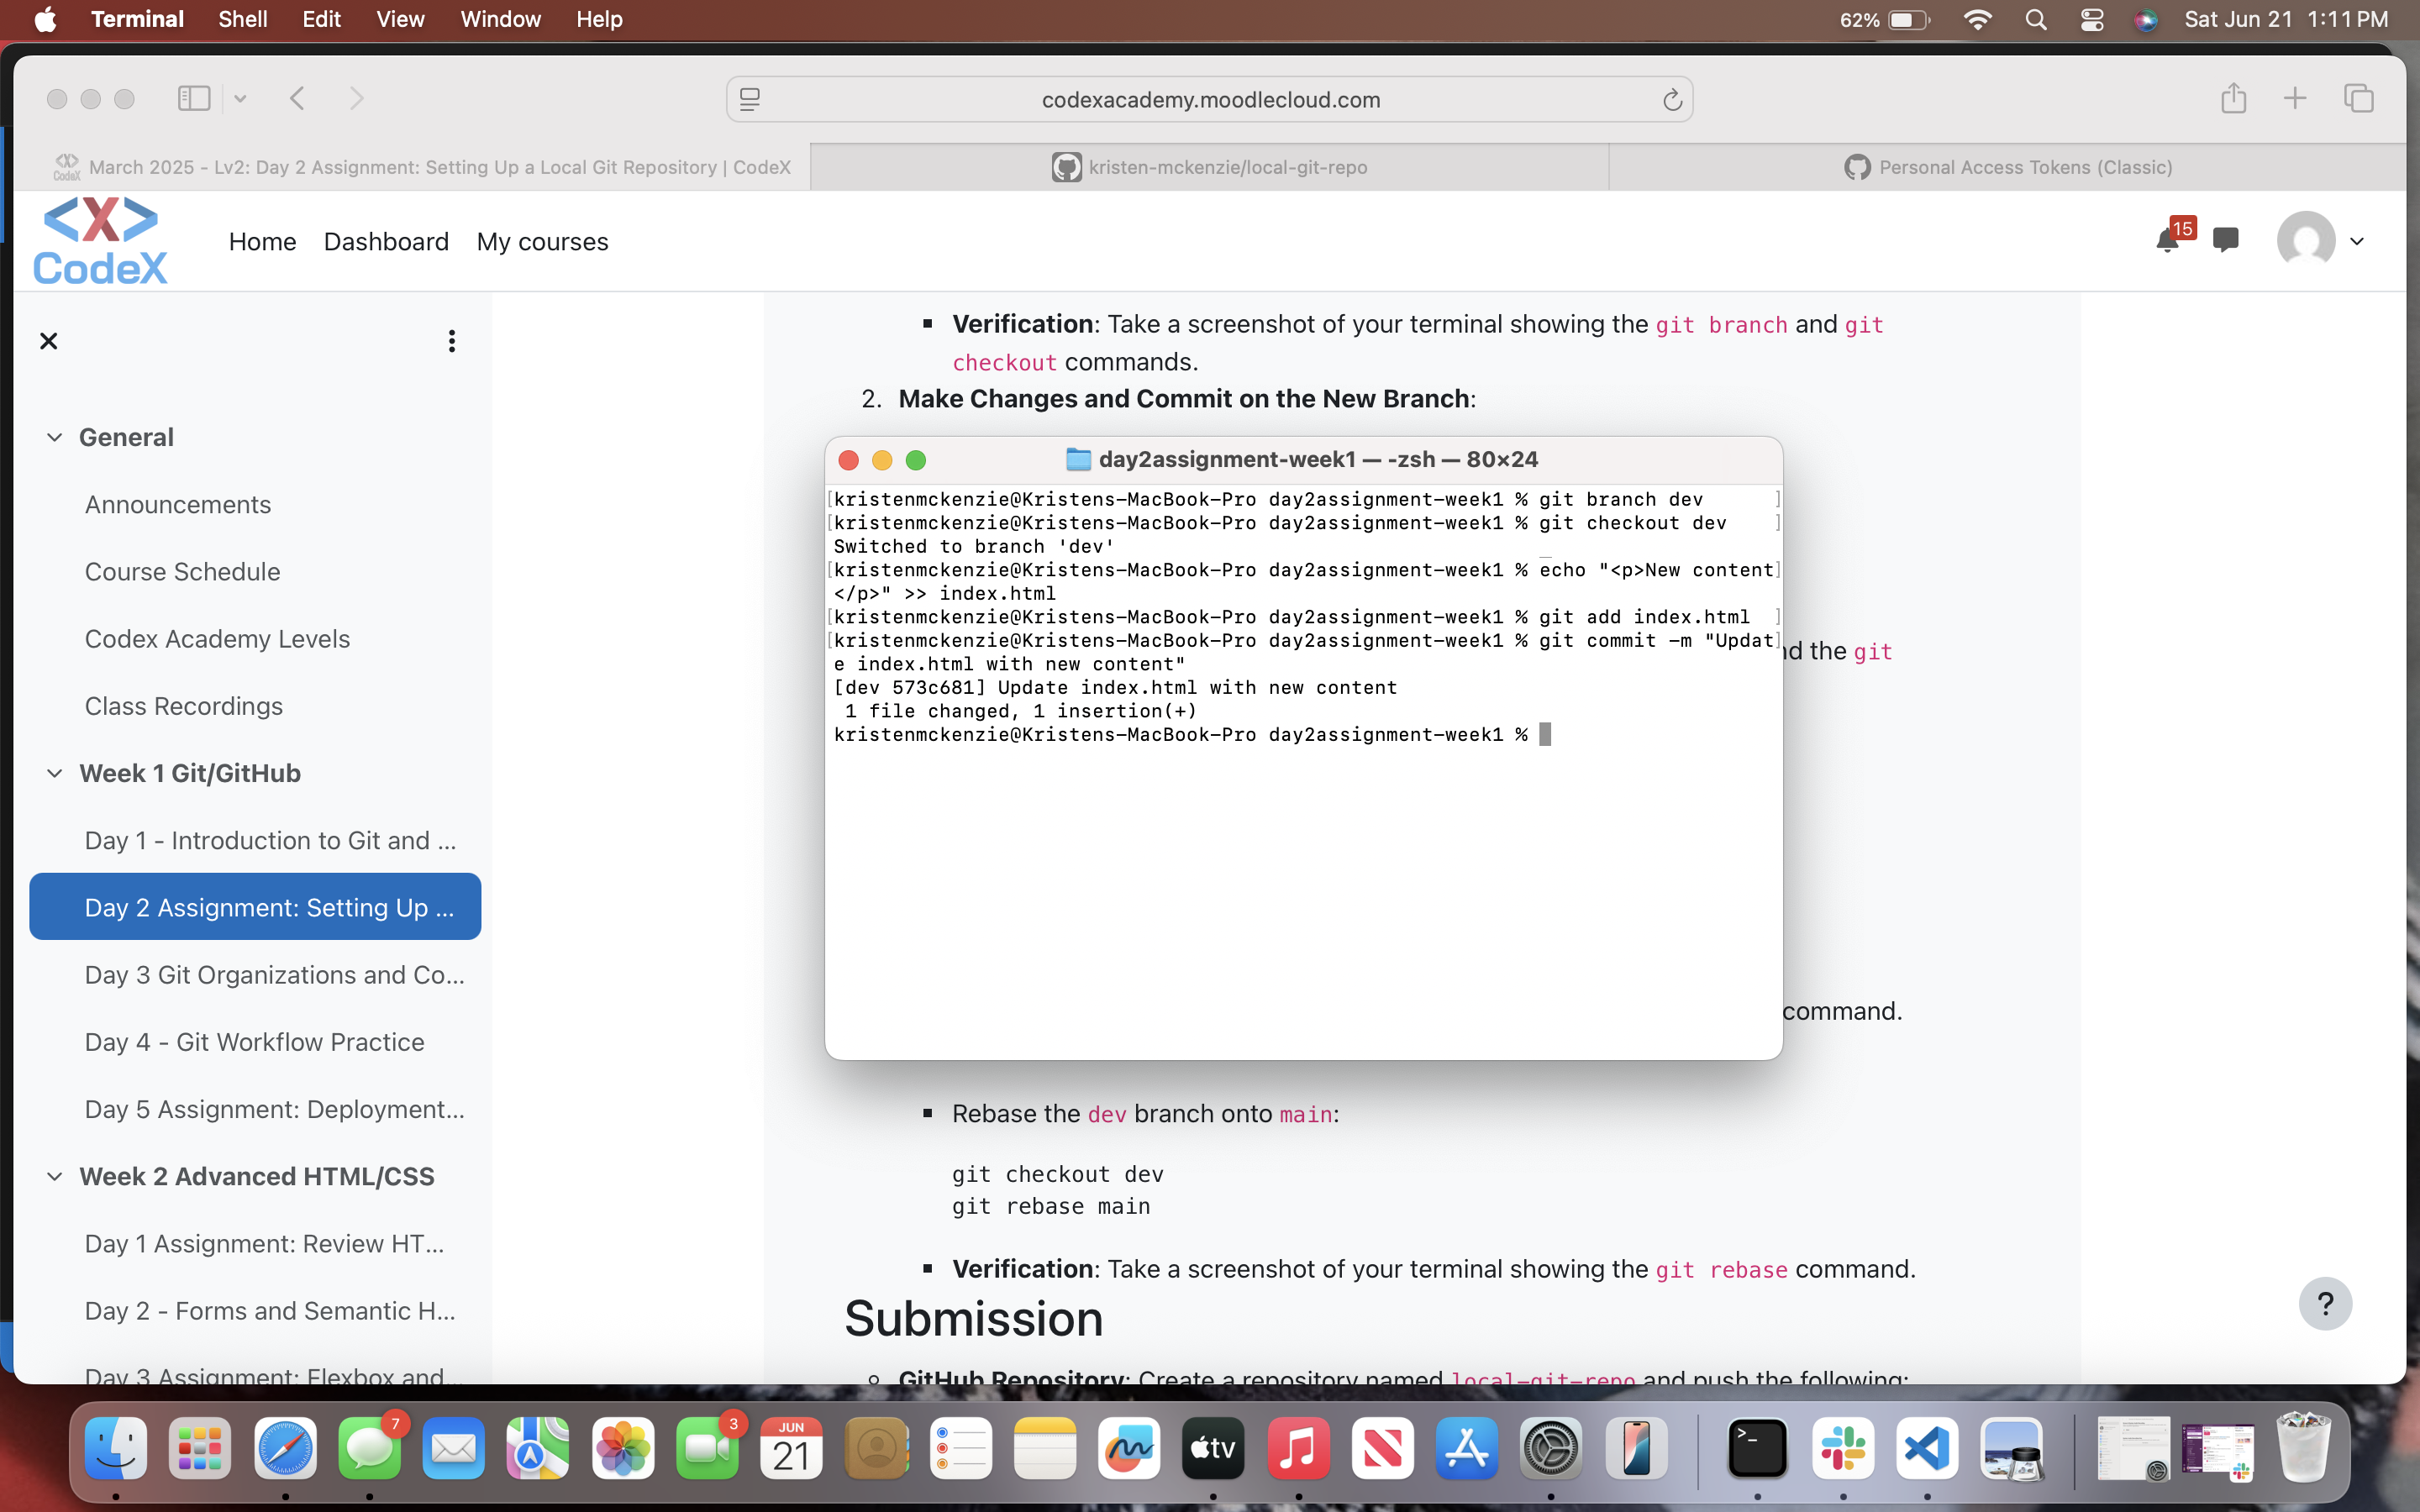 Terminal Shell Edit View Window Help 62% Sat Jun 21 1:11 PM
codexacademy.moodlecloud.com
CodeX March 2025 - Lv2: Day 2 Assignment: Setting Up a Local Git Repository | CodeX
kristen-mckenzie/local-git-repo
Personal Access Tokens (Classic)
<X>
CodeX
Home Dashboard My courses
15
General
Announcements
Course Schedule
Codex Academy Levels
Class Recordings
Week 1 Git/GitHub
Day 1 - Introduction to Git and ...
Day 2 Assignment: Setting Up ...
Day 3 Git Organizations and Co...
Day 4 - Git Workflow Practice
Day 5 Assignment: Deployment...
Week 2 Advanced HTML/CSS
Day 1 Assignment: Review HT...
Day 2 - Forms and Semantic H...
Day 3 Assignment: Flexbox and...
▪ Verification: Take a screenshot of your terminal showing the git branch and git
checkout commands.
2. Make Changes and Commit on the New Branch:
day2assignment-week1 — -zsh — 80×24
[kristenmckenzie@Kristens-MacBook-Pro day2assignment-week1 % git branch dev ]
[kristenmckenzie@Kristens-MacBook-Pro day2assignment-week1 % git checkout dev ]
Switched to branch 'dev'
[kristenmckenzie@Kristens-MacBook-Pro day2assignment-week1 % echo "<p>New content]
</p>" >> index.html
[kristenmckenzie@Kristens-MacBook-Pro day2assignment-week1 % git add index.html ]
[kristenmckenzie@Kristens-MacBook-Pro day2assignment-week1 % git commit -m "Updat]
e index.html with new content"
[dev 573c681] Update index.html with new content
1 file changed, 1 insertion(+)
kristenmckenzie@Kristens-MacBook-Pro day2assignment-week1 %
the git
command.
▪ Rebase the dev branch onto main:
git checkout dev
git rebase main
▪ Verification: Take a screenshot of your terminal showing the git rebase command.
Submission
GitHub Repository: Create a repository named local-git-repo and push the following:
?
7
3
JUN
21
tv
>_